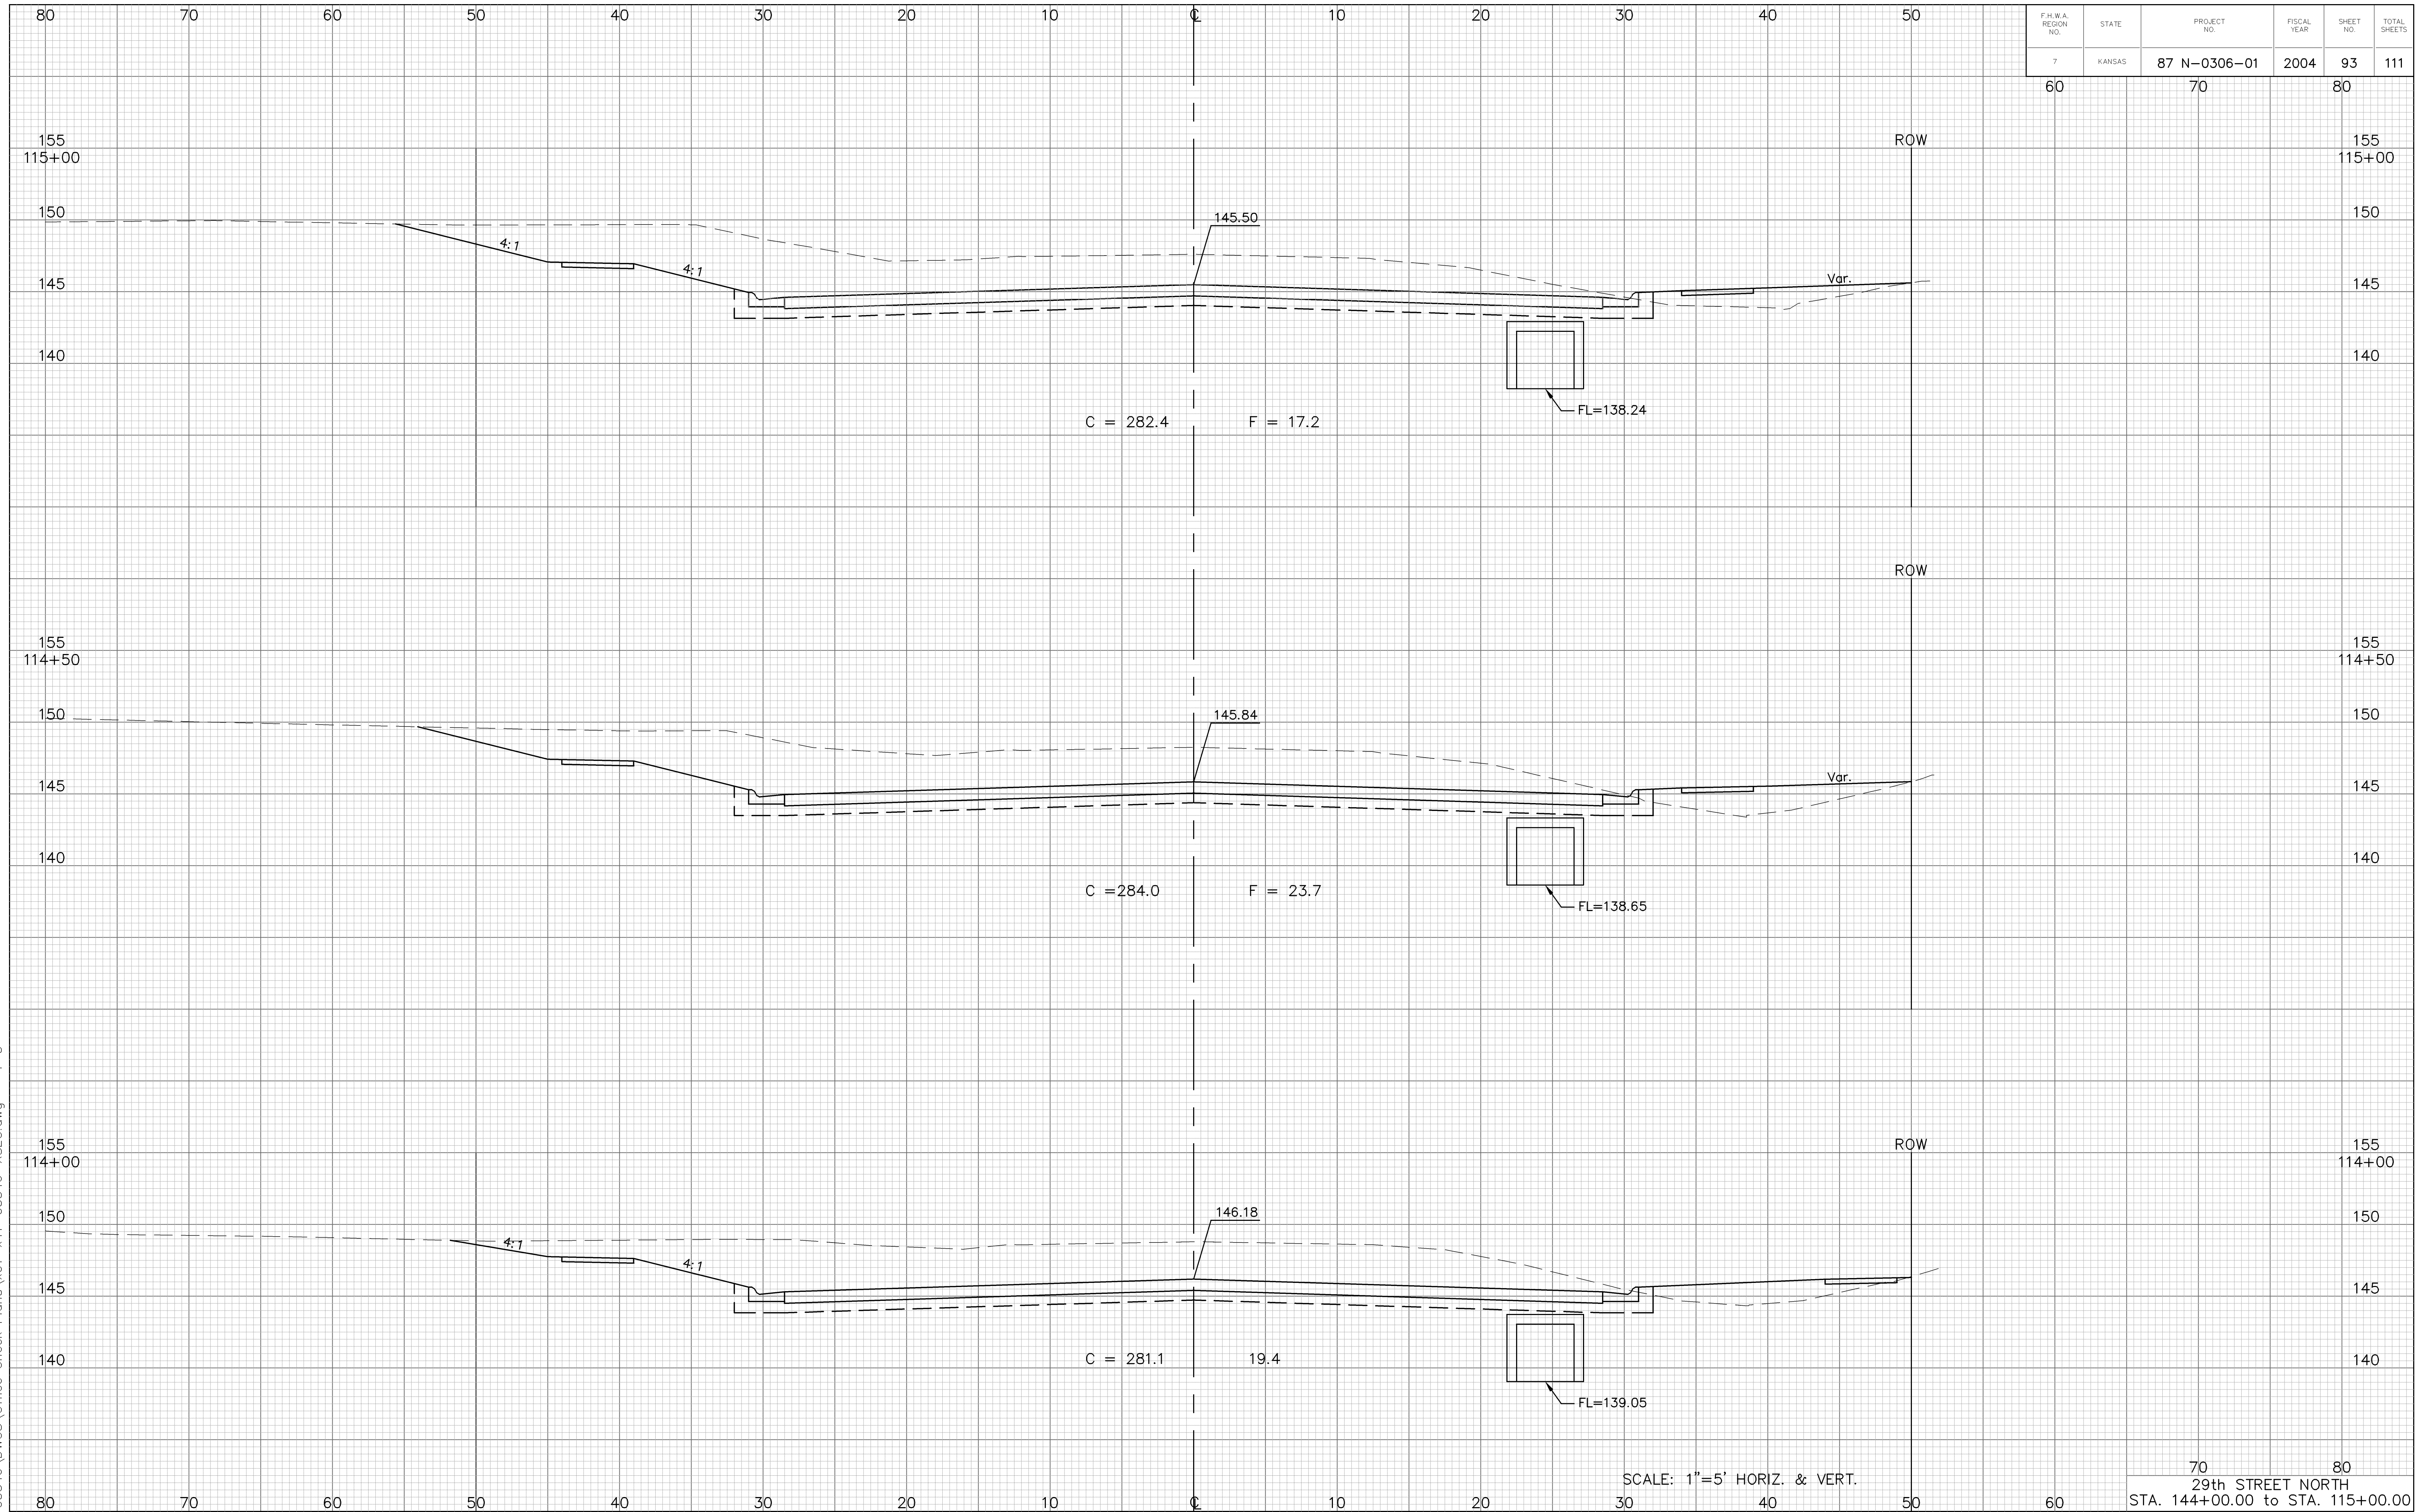 80 70 60 50 40 30 20 10 ℄ 10 20 30 40 50
F.H.W.A. REGION NO. STATE PROJECT NO. FISCAL YEAR SHEET NO. TOTAL SHEETS
7 KANSAS 87 N-0306-01 2004 93 111
60 70 80
155 ROW 155
115+00 115+00
150 145.50 150
4:1 4:1
145 Var. 145
140 140
FL=138.24
C = 282.4 F = 17.2
ROW
155 155
114+50 114+50
150 145.84 150
145 Var. 145
140 140
C =284.0 F = 23.7
FL=138.65
155 ROW 155
114+00 114+00
150 146.18 150
4:1 4:1
145 145
140 C = 281.1 19.4 140
FL=139.05
SCALE: 1"=5' HORIZ. & VERT.
70 80
29th STREET NORTH
STA. 144+00.00 to STA. 115+00.00
80 70 60 50 40 30 20 10 ℄ 10 20 30 40 50 60